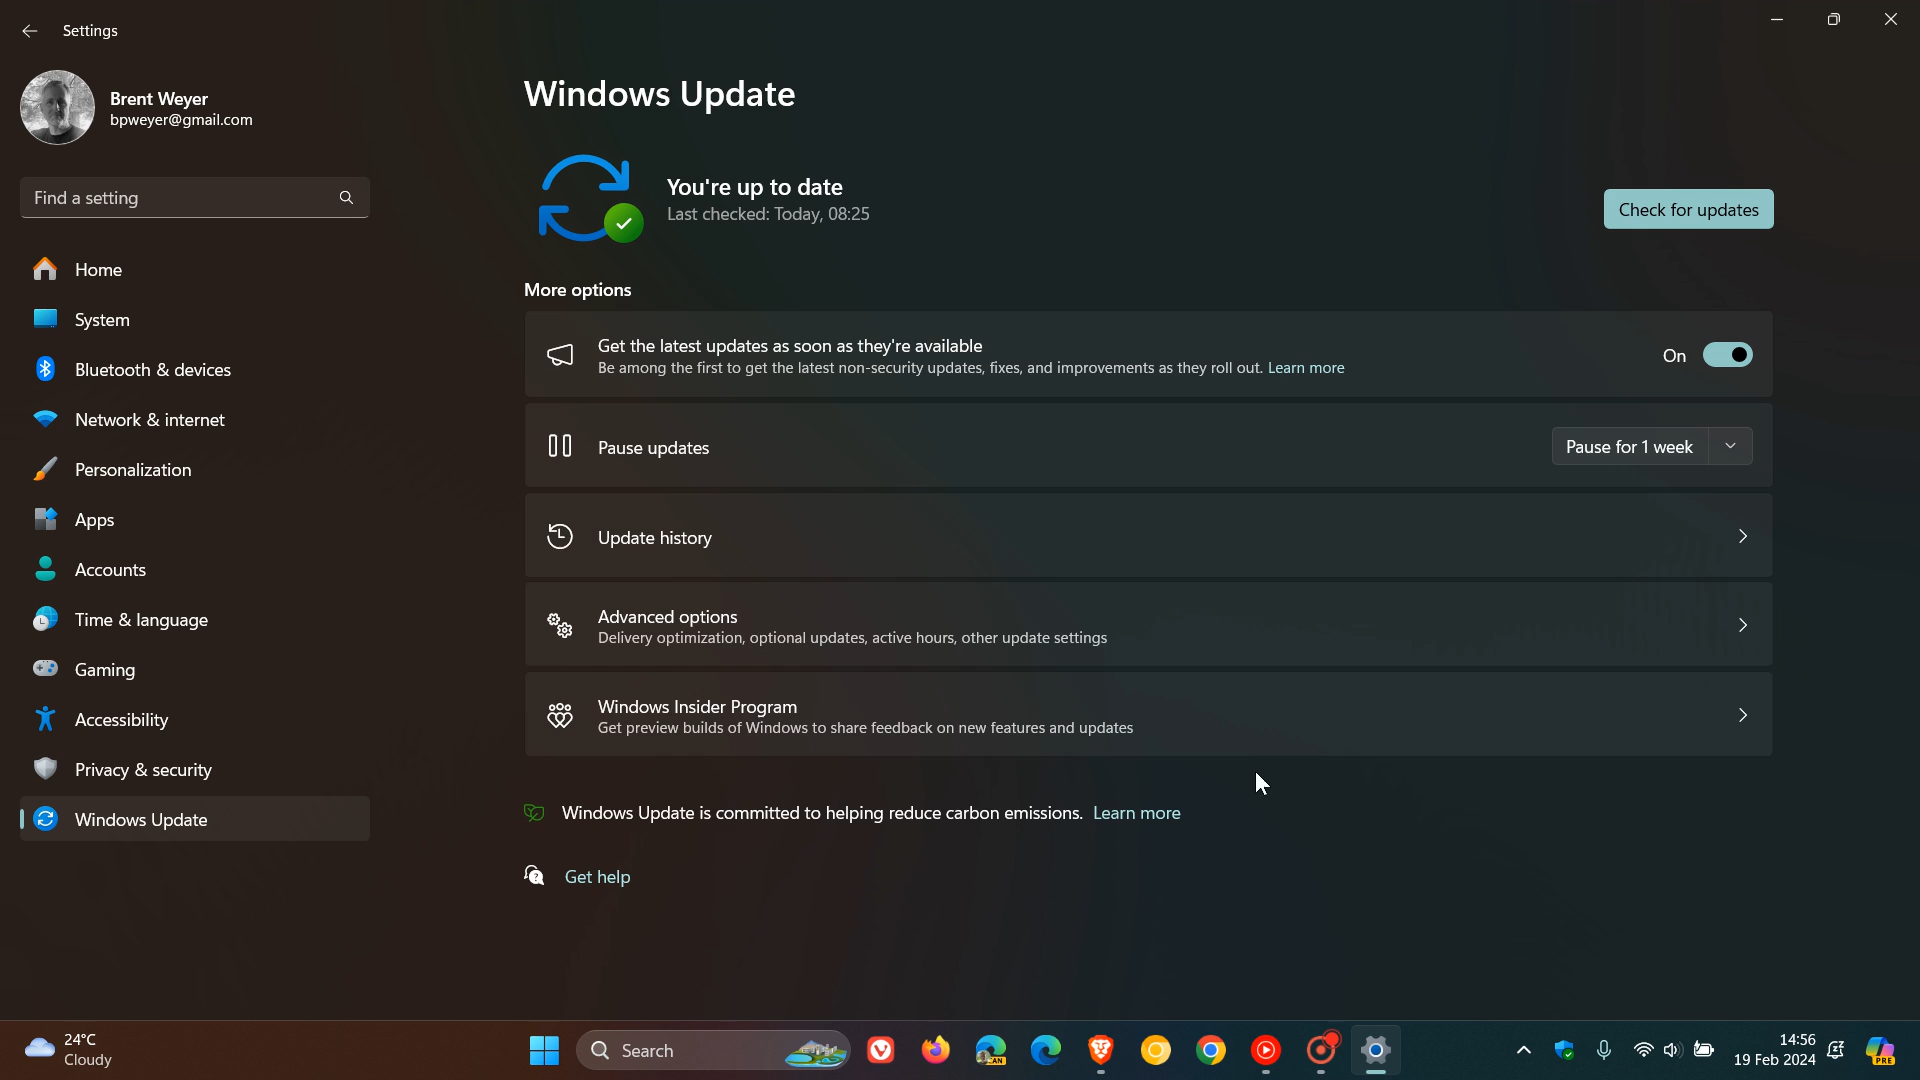 Settings
Brent Weyer
bpweyer@gmail.com
Find a setting
Home
System
Bluetooth & devices
Network & internet
Personalization
Apps
Accounts
Time & language
Gaming
Accessibility
Privacy & security
Windows Update
Windows Update
You're up to date
Last checked: Today, 08:25
Check for updates
More options
Get the latest updates as soon as they're available
Be among the first to get the latest non-security updates, fixes, and improvements as they roll out. Learn more
On
Pause updates
Pause for 1 week
Update history
Advanced options
Delivery optimization, optional updates, active hours, other update settings
Windows Insider Program
Get preview builds of Windows to share feedback on new features and updates
Windows Update is committed to helping reduce carbon emissions. Learn more
Get help
24°C
Cloudy
Search
CAN
14:56
19 Feb 2024
PRE